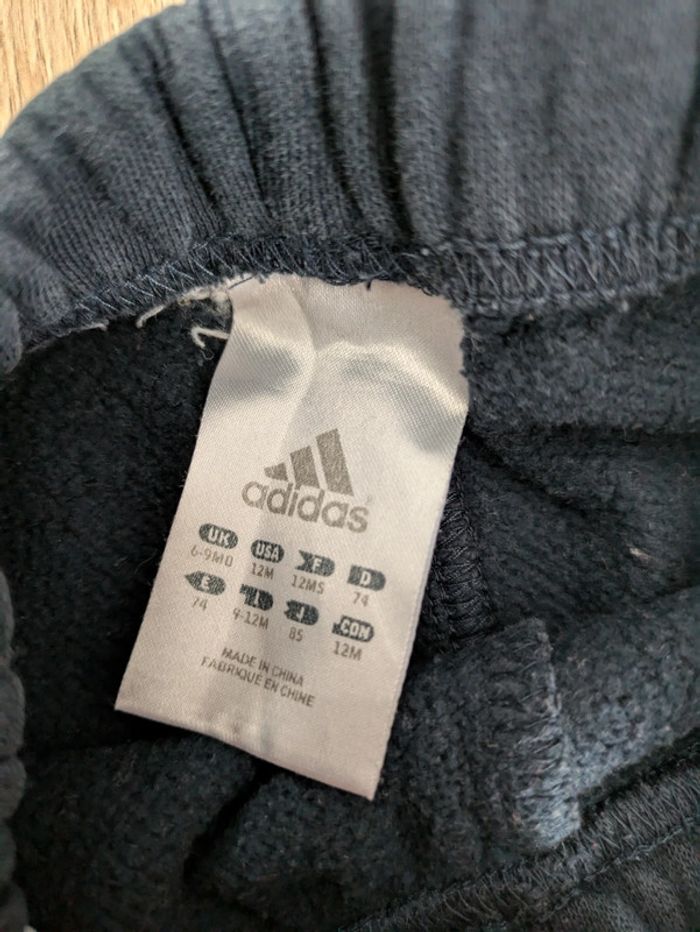 adidas
UK USA F D
6-9MO 12M 12MS 74
E I J COM
74 9-12M 85 12M
MADE IN CHINA
FABRIQUE EN CHINE